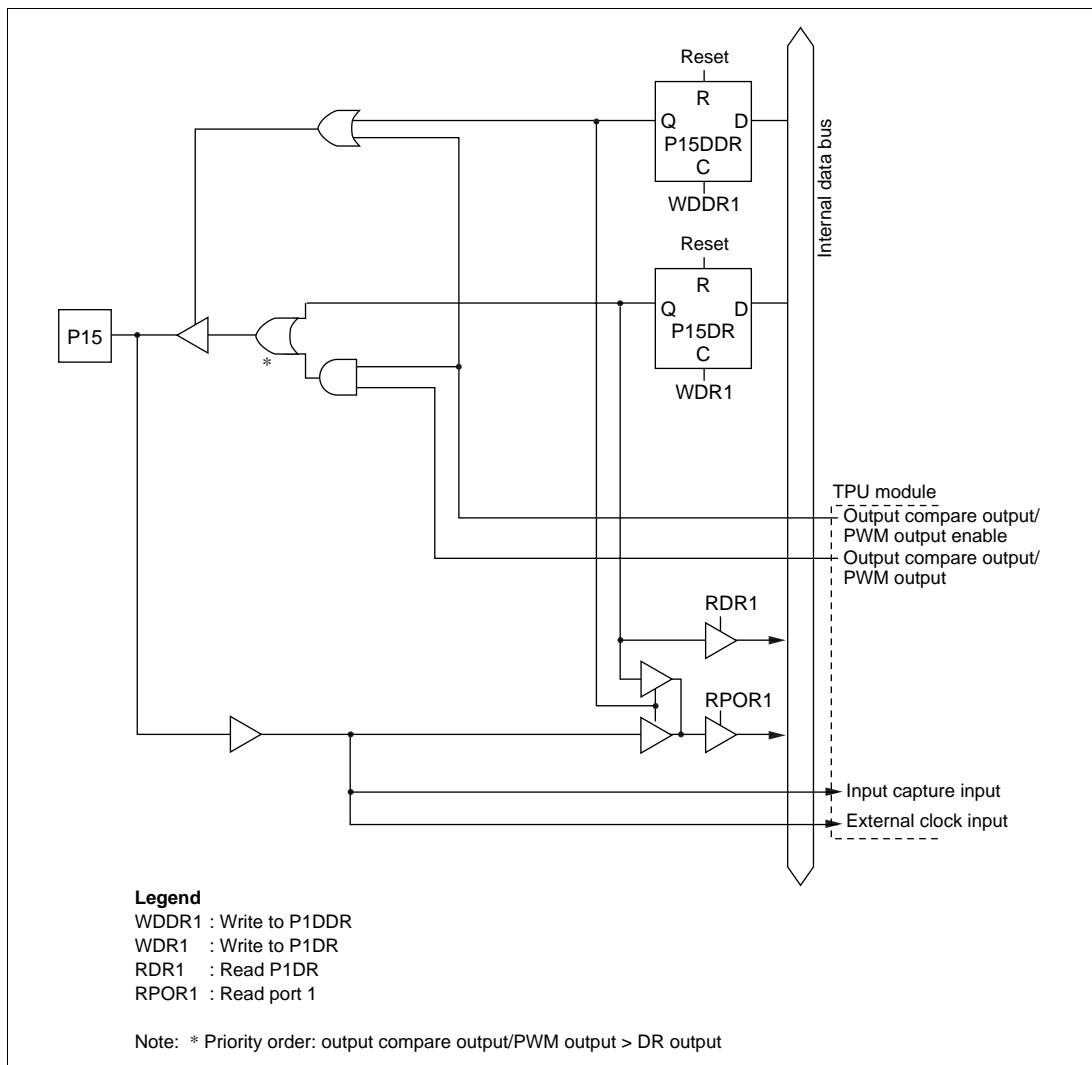 Reset
R
Q D
P15DDR
C
WDDR1
Internal data bus
Reset
R
Q D
P15DR
C
WDR1
P15
*
TPU module
Output compare output/
PWM output enable
Output compare output/
PWM output
RDR1
RPOR1
Input capture input
External clock input
Legend
WDDR1 : Write to P1DDR
WDR1 : Write to P1DR
RDR1 : Read P1DR
RPOR1 : Read port 1
Note: * Priority order: output compare output/PWM output > DR output